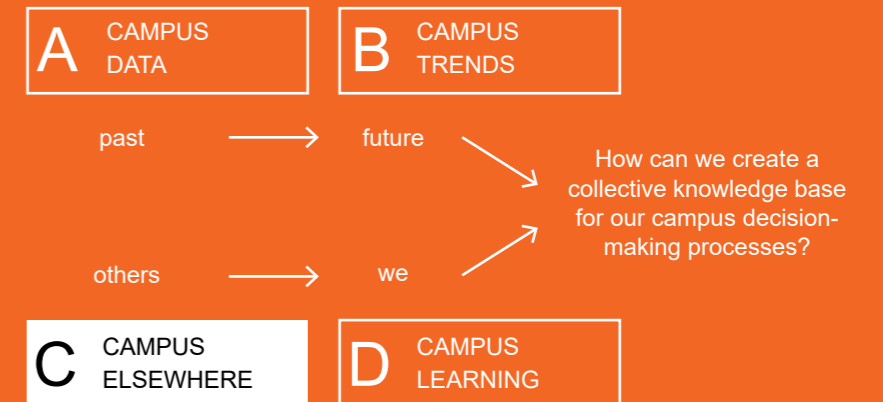 A
CAMPUS
DATA
B
CAMPUS
TRENDS
past
future
How can we create a
collective knowledge base
for our campus decision-
making processes?
others
we
C
CAMPUS
ELSEWHERE
D
CAMPUS
LEARNING